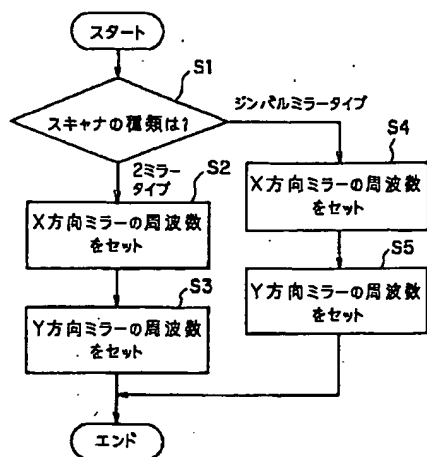 スタート
S1
スキャナの種類は?
ジンバルミラータイプ
2ミラー
タイプ
S2
X方向ミラーの周波数
をセット
S3
Y方向ミラーの周波数
をセット
S4
X方向ミラーの周波数
をセット
S5
Y方向ミラーの周波数
をセット
エンド